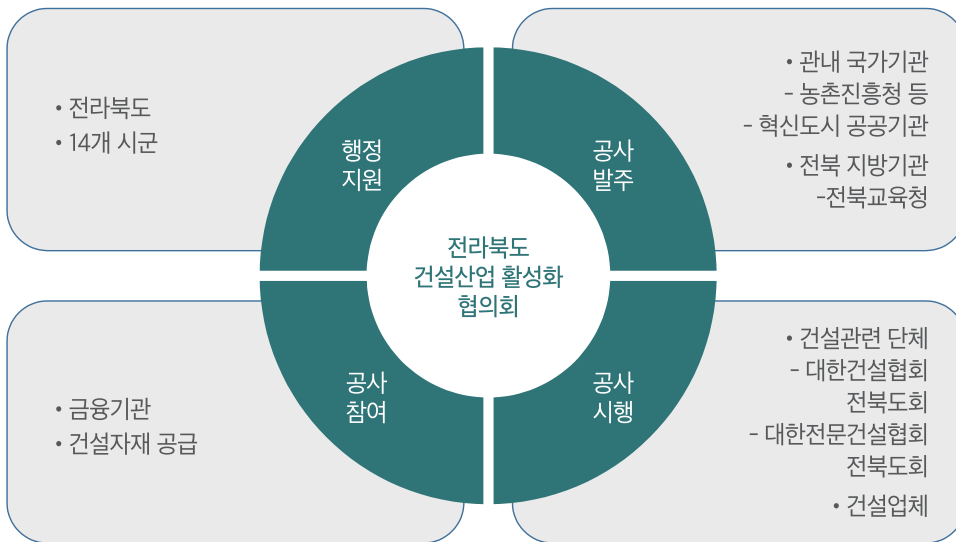 • 전라북도
• 14개 시군
행정
지원
공사
발주
• 관내 국가기관
- 농촌진흥청 등
- 혁신도시 공공기관
• 전북 지방기관
-전북교육청
전라북도
건설산업 활성화
협의회
• 금융기관
• 건설자재 공급
공사
참여
공사
시행
• 건설관련 단체
- 대한건설협회
전북도회
- 대한전문건설협회
전북도회
• 건설업체